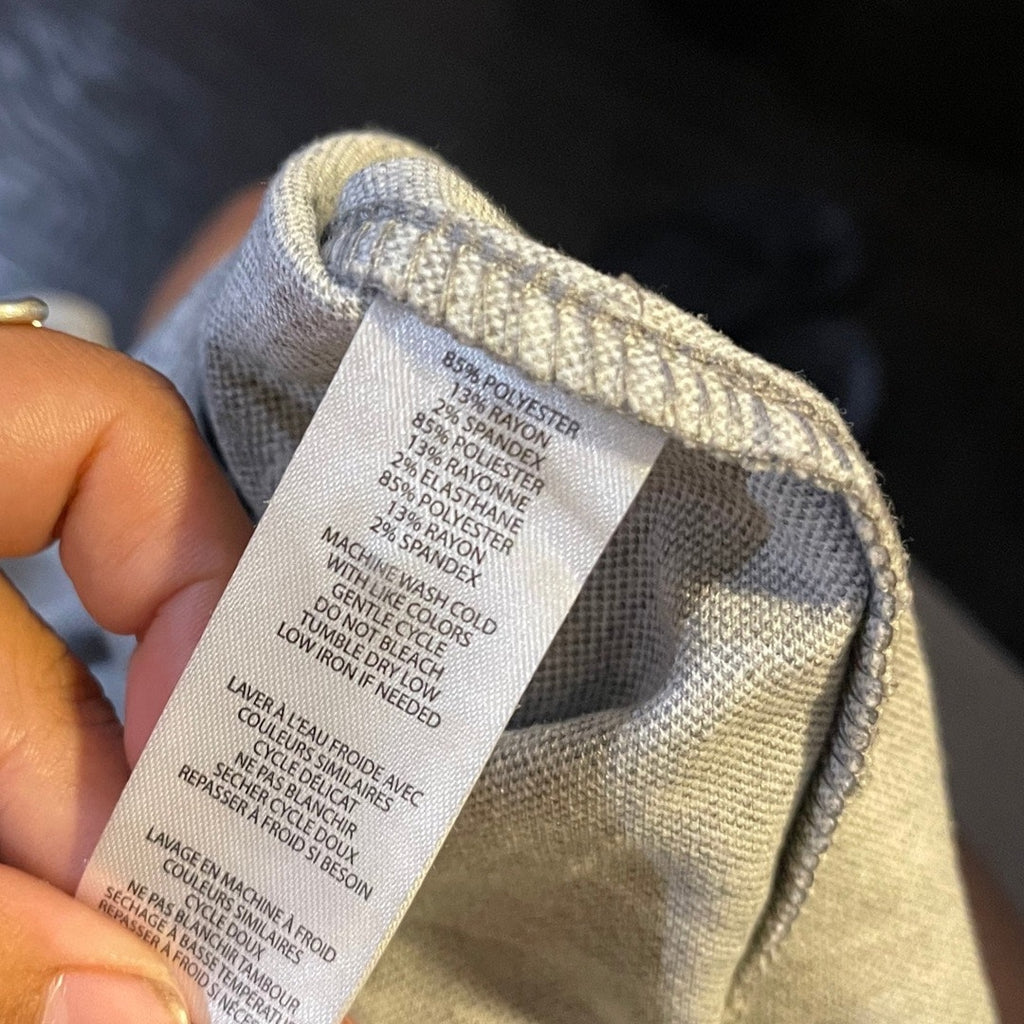 85% POLYESTER
13% RAYON
2% SPANDEX
85% POLIESTER
13% RAYONNE
2% ELASTHANE
85% POLYESTER
13% RAYON
2% SPANDEX
MACHINE WASH COLD
WITH LIKE COLORS
GENTLE CYCLE
DO NOT BLEACH
TUMBLE DRY LOW
LOW IRON IF NEEDED
LAVER À L'EAU FROIDE AVEC
COULEURS SIMILAIRES
CYCLE DÉLICAT
NE PAS BLANCHIR
SÉCHER CYCLE DOUX
REPASSER À FROID SI BESOIN
LAVAGE EN MACHINE À FROID
COULEURS SIMILAIRES
CYCLE DOUX
NE PAS BLANCHIR TAMBOUR
SÉCHAGE À BASSE TEMPÉRATU
REPASSER À FROID SI NÉCES